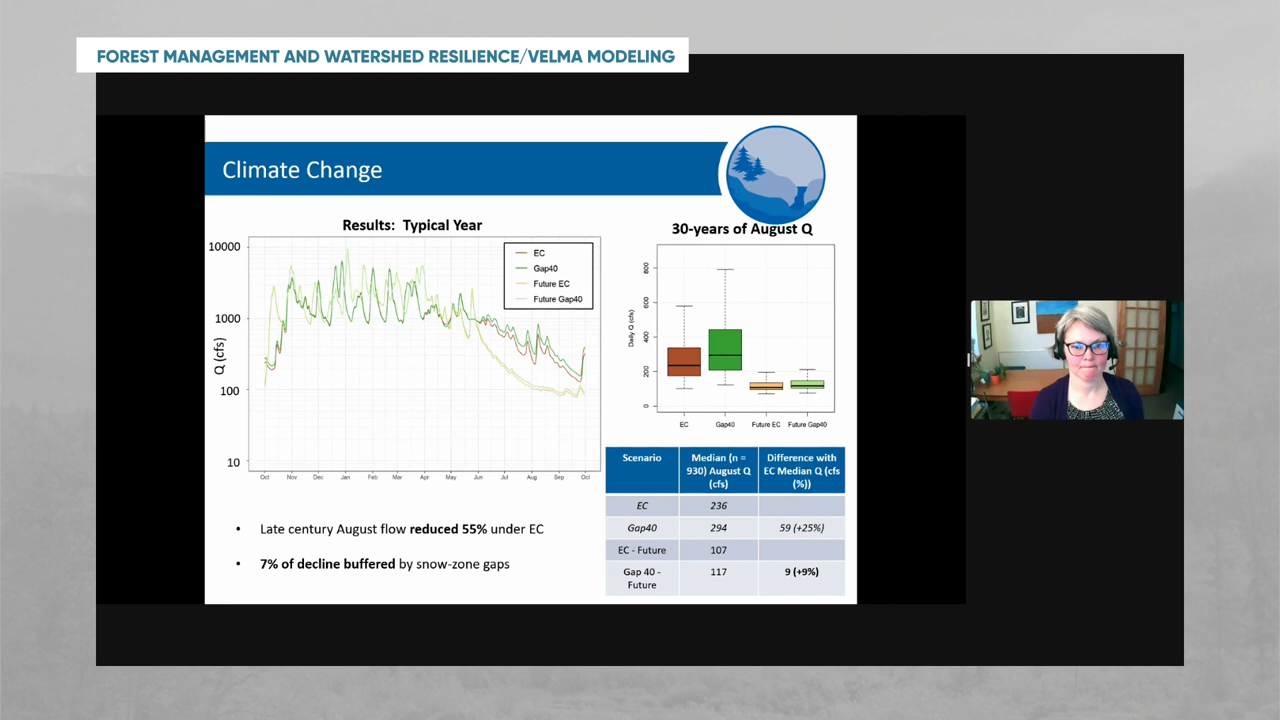 FOREST MANAGEMENT AND WATERSHED RESILIENCE/VELMA MODELING
Climate Change
Results: Typical Year
10000
1000
100
10
Q (cfs)
EC
Gap40
Future EC
Future Gap40
Oct Nov Dec Jan Feb Mar Apr May Jun Jul Aug Sep Oct
30-years of August Q
Daily Q (cfs)
800
600
400
200
0
EC Gap40 Future EC Future Gap40
Scenario
Median (n =
930) August Q
(cfs)
Difference with
EC Median Q (cfs
(%))
EC 236
Gap40 294 59 (+25%)
EC - Future 107
Gap 40 -
Future
117 9 (+9%)
• Late century August flow reduced 55% under EC
• 7% of decline buffered by snow-zone gaps